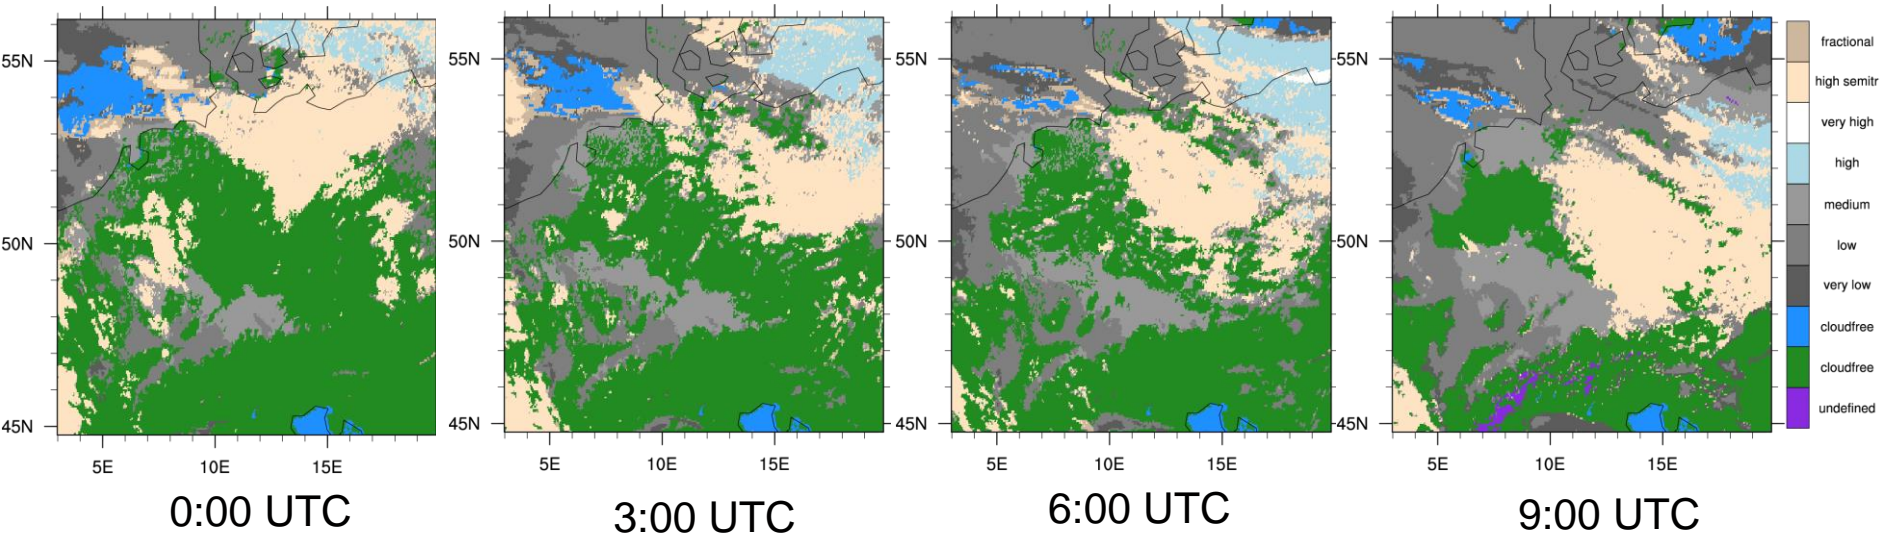 55N
50N
45N
5E 10E 15E
0:00 UTC
55N
50N
45N
5E 10E 15E
3:00 UTC
55N
50N
45N
5E 10E 15E
6:00 UTC
55N
50N
45N
5E 10E 15E
9:00 UTC
fractional
high semitr
very high
high
medium
low
very low
cloudfree
cloudfree
undefined